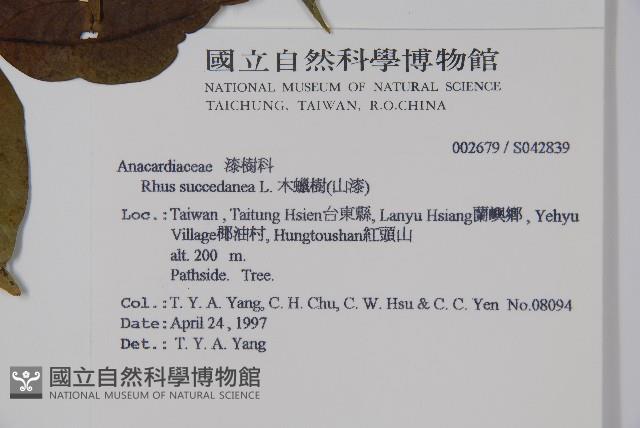 國立自然科學博物館
NATIONAL MUSEUM OF NATURAL SCIENCE
TAICHUNG, TAIWAN, R.O.CHINA
002679 / S042839
Anacardiaceae 漆樹科
Rhus succedanea L. 木蠟樹(山漆)
Loc.:Taiwan , Taitung Hsien台東縣, Lanyu Hsiang蘭嶼鄉 , Yehyu
Village椰油村, Hungtoushan紅頭山
alt. 200 m.
Pathside. Tree.
Col.:T. Y. A. Yang, C. H. Chu, C. W. Hsu & C. C. Yen No.08094
Date:April 24 , 1997
Det.: T. Y. A. Yang
國立自然科學博物館
NATIONAL MUSEUM OF NATURAL SCIENCE